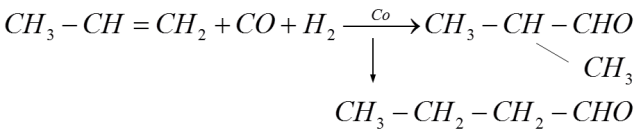 CH₃ − CH = CH₂ + CO + H₂ —Co→ CH₃ − CH − CHO
CH₃
↓
CH₃ − CH₂ − CH₂ − CHO